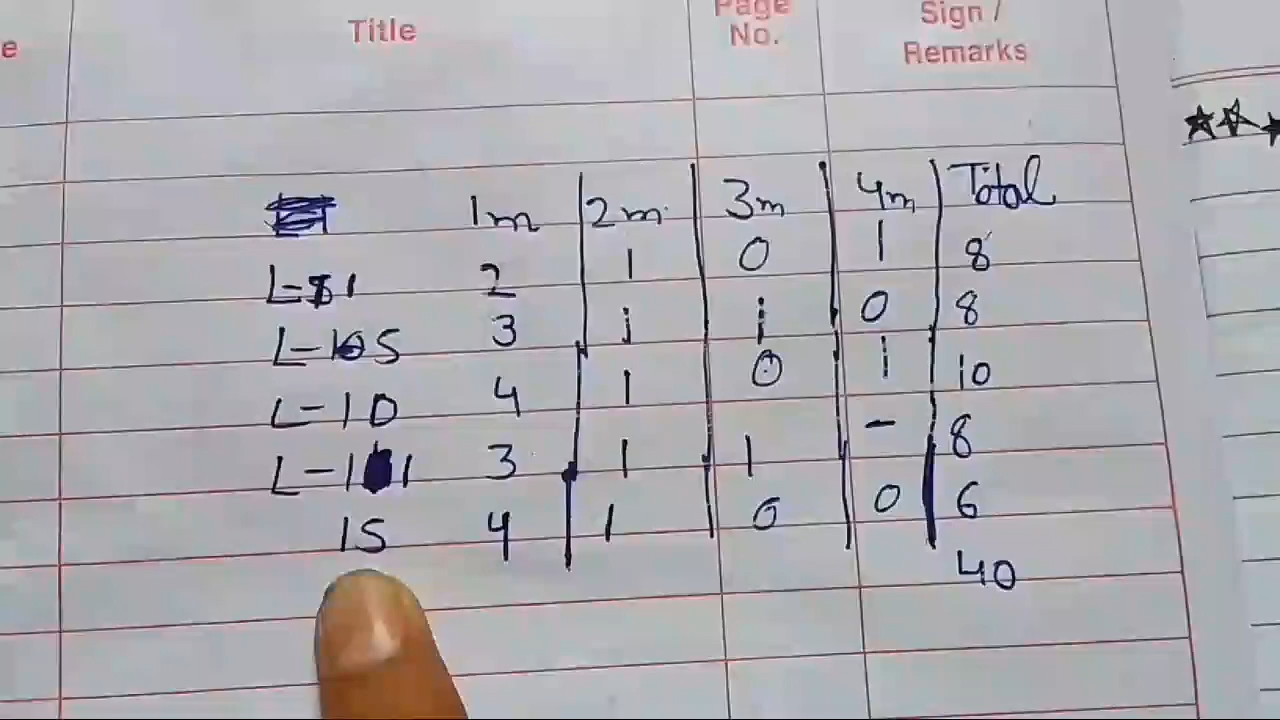 e Title Page No. Sign / Remarks
1m 2m 3m 4m Total
L-1 2 1 0 1 8
L-5 3 1 1 0 8
L-10 4 1 0 1 10
L-11 3 1 1 - 8
15 4 1 0 0 6
40